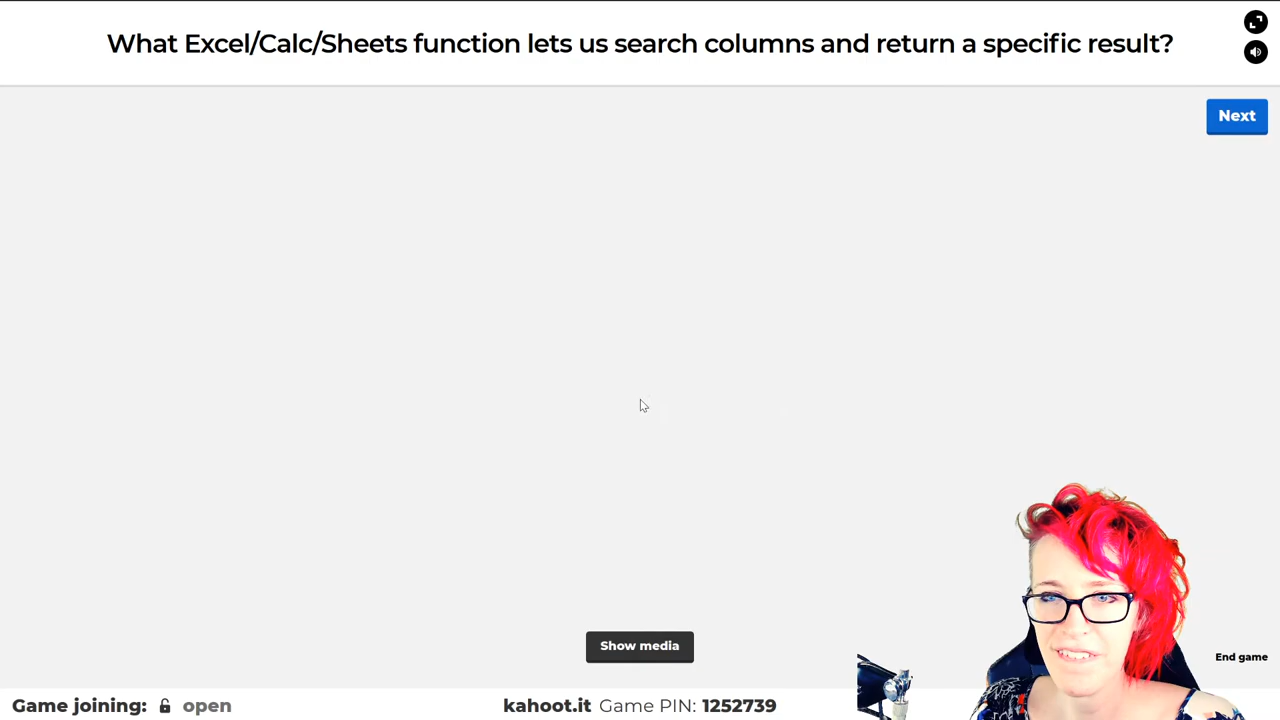 What Excel/Calc/Sheets function lets us search columns and return a specific result?
Next
Show media
End game
Game joining: open
kahoot.it Game PIN: 1252739